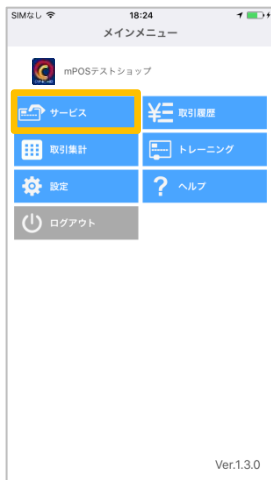 SIMなし 18:24
メインメニュー
mPOSテストショップ
サービス 取引履歴
取引集計 トレーニング
設定 ヘルプ
ログアウト
Ver.1.3.0